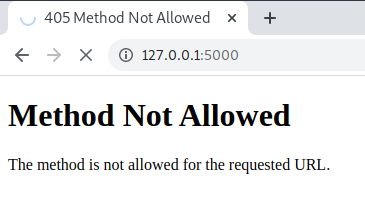 405 Method Not Allowed
127.0.0.1:5000
Method Not Allowed
The method is not allowed for the requested URL.